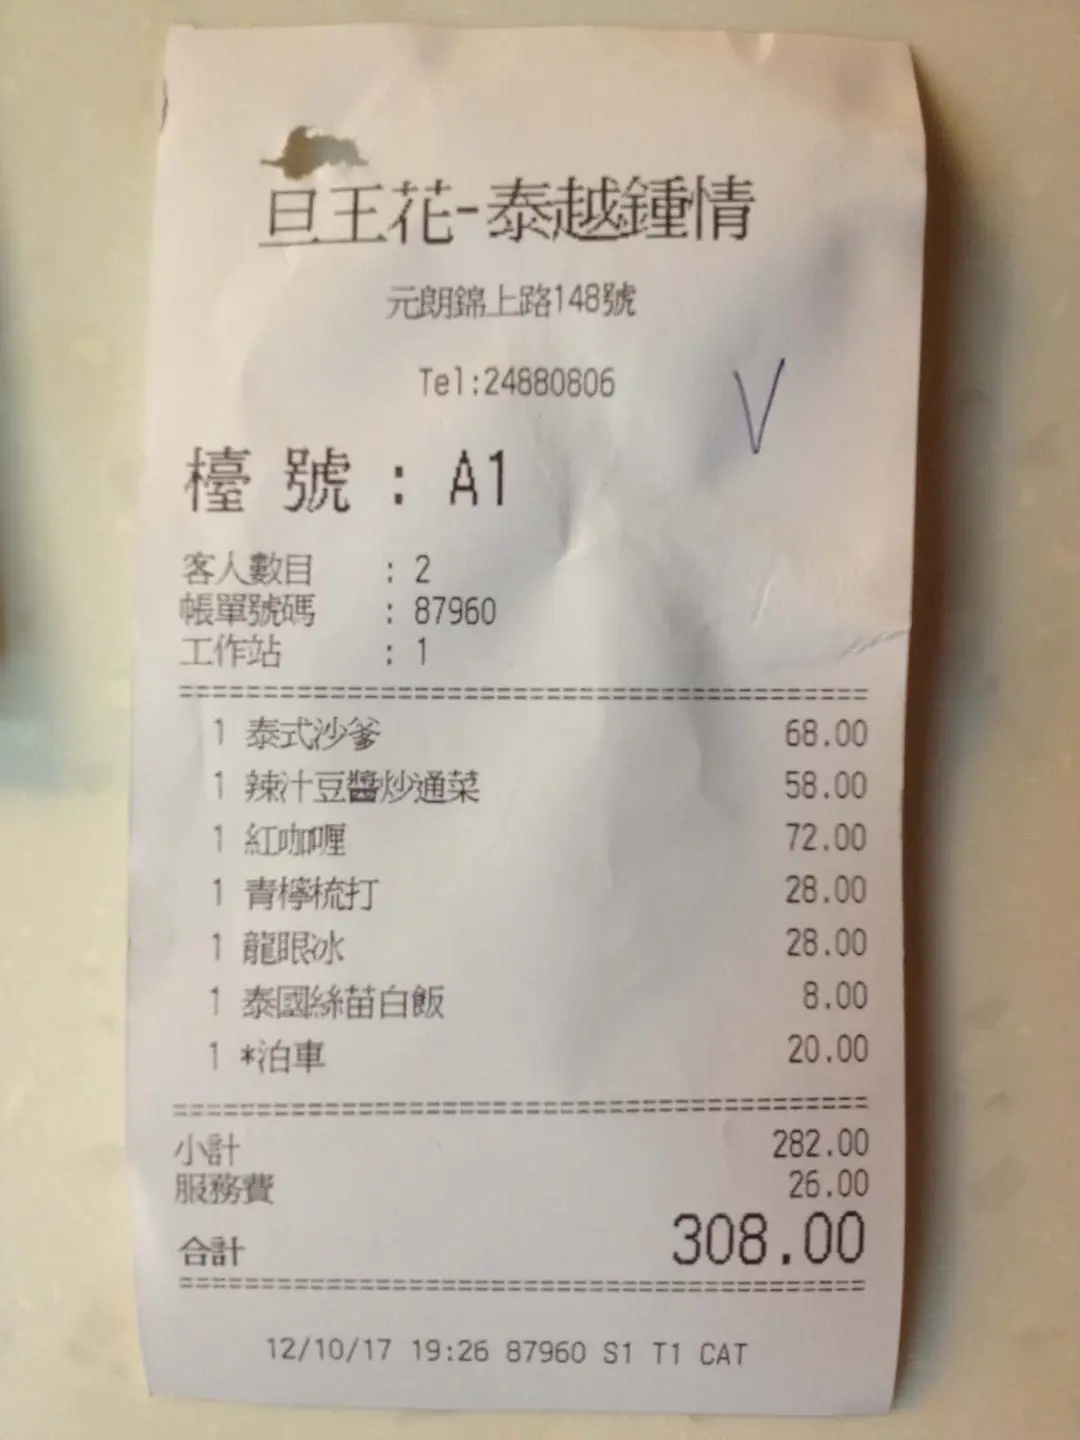 旦王花-泰越鍾情
元朗錦上路148號
Tel:24880806
V
檯 號 : A1
客人數目 : 2
帳單號碼 : 87960
工作站 : 1
1 泰式沙爹 68.00
1 辣汁豆醬炒通菜 58.00
1 紅咖喱 72.00
1 青檸梳打 28.00
1 龍眼冰 28.00
1 泰國絲苗白飯 8.00
1 *泊車 20.00
小計 282.00
服務費 26.00
合計 308.00
12/10/17 19:26 87960 S1 T1 CAT